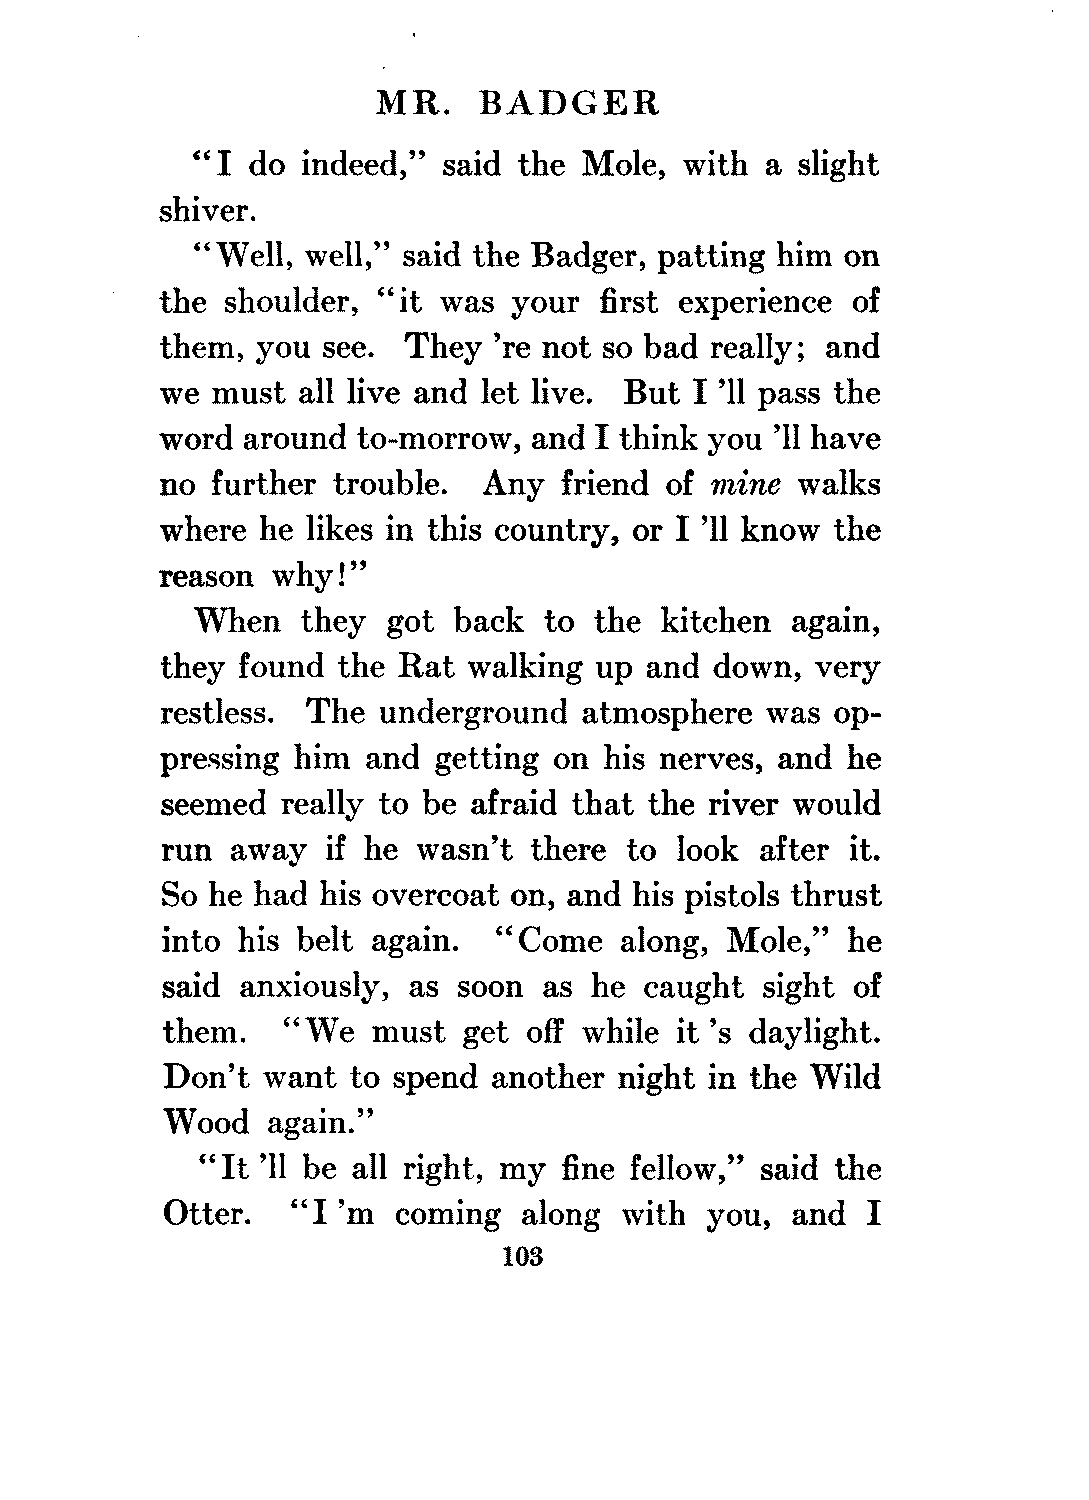 MR. BADGER
“I do indeed,” said the Mole, with a slight
shiver.
“Well, well,” said the Badger, patting him on
the shoulder, “it was your first experience of
them, you see. They 're not so bad really; and
we must all live and let live. But I 'll pass the
word around to-morrow, and I think you 'll have
no further trouble. Any friend of mine walks
where he likes in this country, or I 'll know the
reason why!”
When they got back to the kitchen again,
they found the Rat walking up and down, very
restless. The underground atmosphere was op-
pressing him and getting on his nerves, and he
seemed really to be afraid that the river would
run away if he wasn't there to look after it.
So he had his overcoat on, and his pistols thrust
into his belt again. “Come along, Mole,” he
said anxiously, as soon as he caught sight of
them. “We must get off while it 's daylight.
Don't want to spend another night in the Wild
Wood again.”
“It 'll be all right, my fine fellow,” said the
Otter. “I 'm coming along with you, and I
103